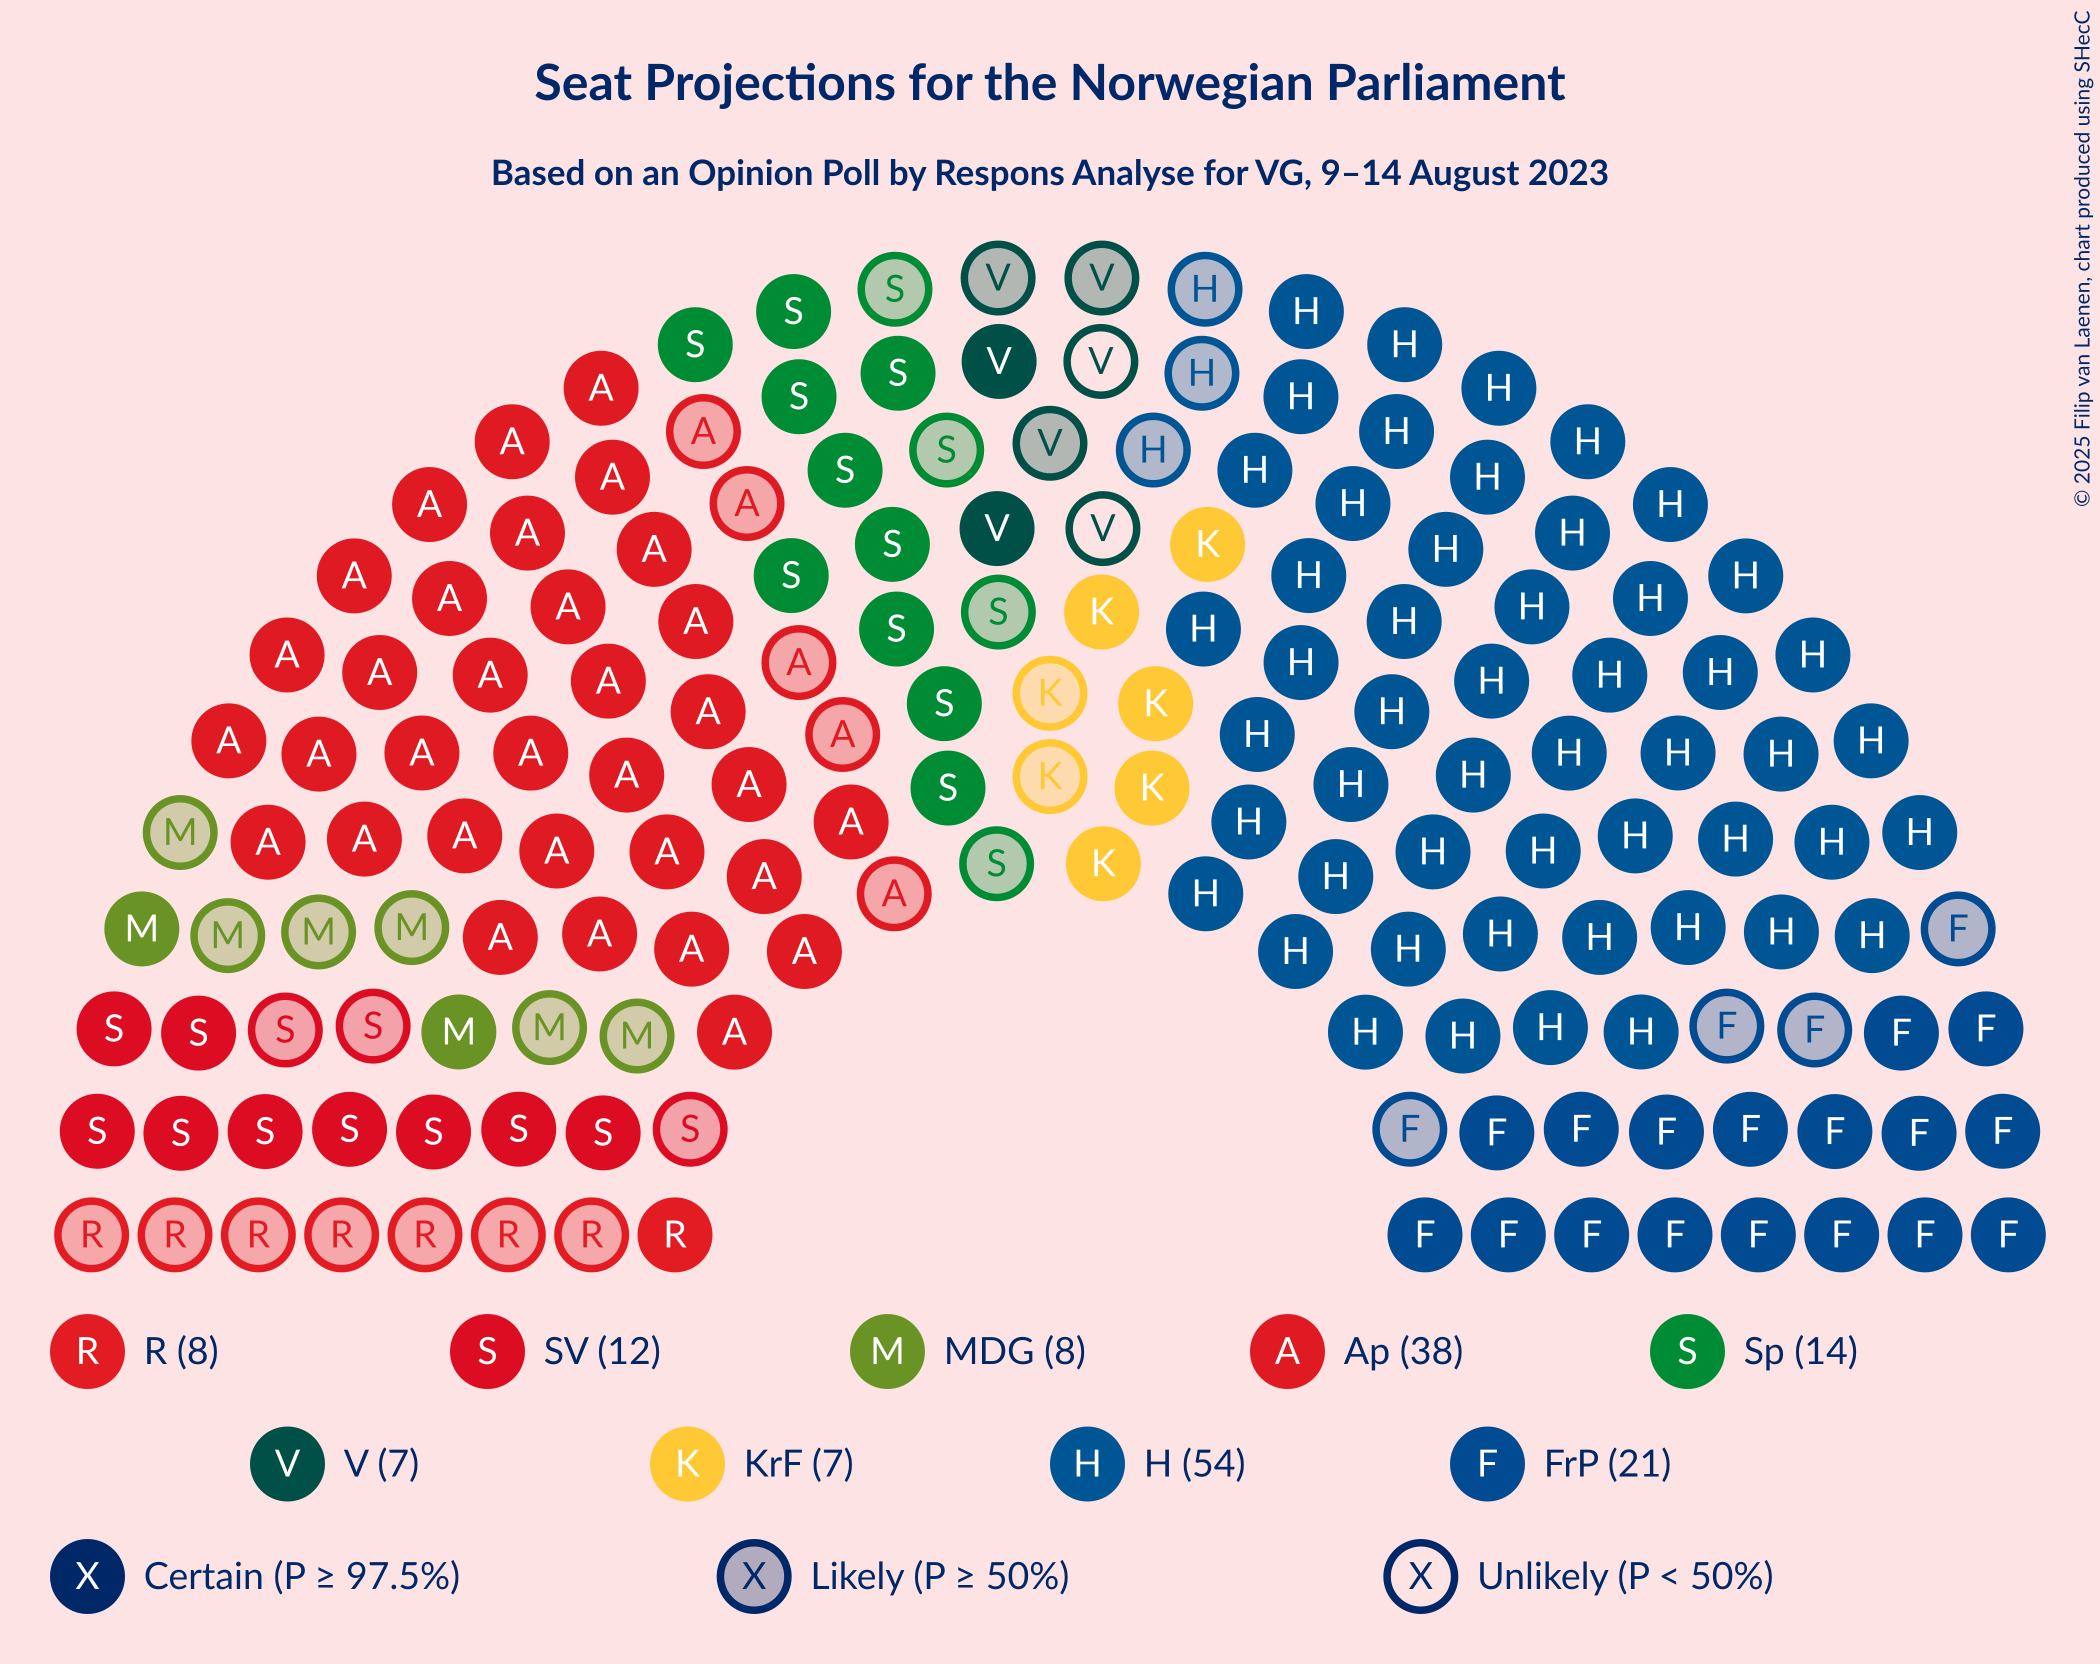 Seat Projections for the Norwegian Parliament
Based on an Opinion Poll by Respons Analyse for VG, 9–14 August 2023
© 2025 Filip van Laenen, chart produced using SHecC
S S S V V H H H
A S S V V H H H
A A S S V H H H H
A A A S V V K H H H
A A A A S S S K H H H H H
A A A A A S K K H H H H H
A A A A A A S K K H H H H H H
A A A A A A A S K H H H H H H H
M A A A A A A A H H H H H H H H
M M M M A A A A H H H H H H H F
S S S S M M M A H H H H F F F F
S S S S S S S S F F F F F F F F
R R R R R R R R F F F F F F F F
R R (8) S SV (12) M MDG (8) A Ap (38) S Sp (14)
V V (7) K KrF (7) H H (54) F FrP (21)
X Certain (P ≥ 97.5%) X Likely (P ≥ 50%) X Unlikely (P < 50%)